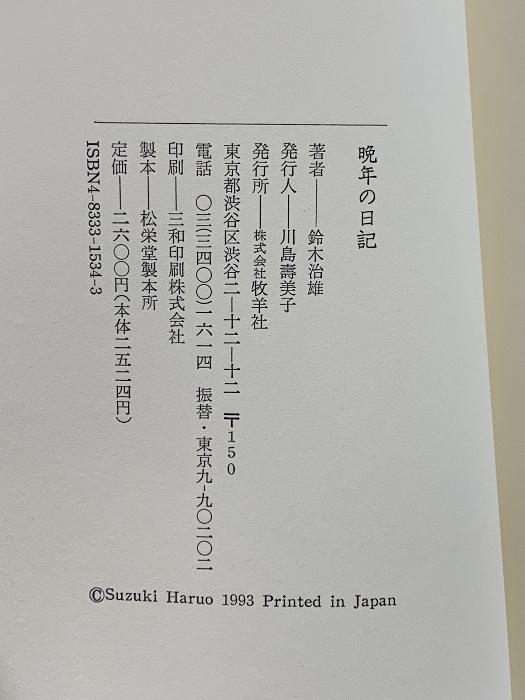 晩年の日記
著者――鈴木治雄
発行人――川島壽美子
発行所――株式会社牧羊社
東京都渋谷区渋谷二―十二―十二 〒150
電話 〇三(三四〇〇)一六一四 振替・東京九-九〇二〇二
印刷――三和印刷株式会社
製本――松栄堂製本所
定価――二六〇〇円(本体二五二四円)
ISBN4-8333-1534-3
©Suzuki Haruo 1993 Printed in Japan